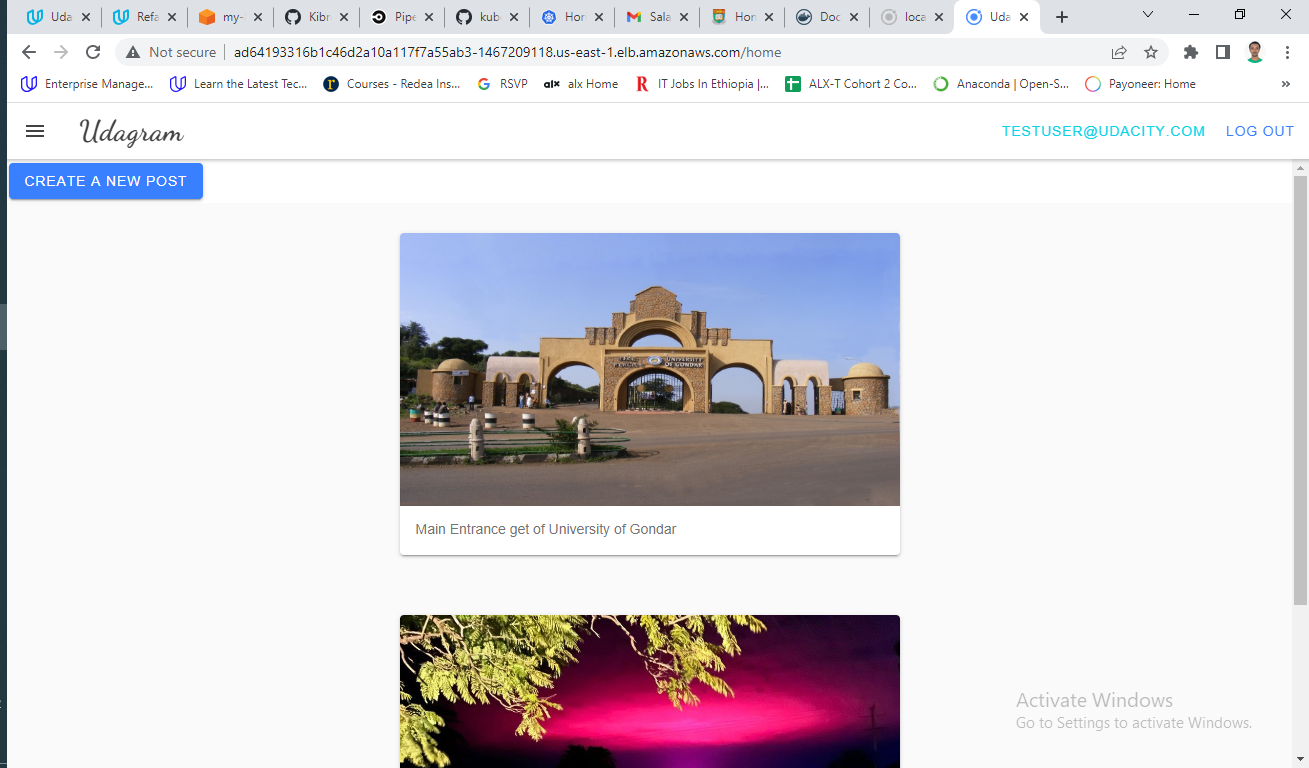 Uda
Refa
my-
Kibr
Pipe
kub
Hor
Sala
Hor
Doc
loca
Uda
Not secure
ad64193316b1c46d2a10a117f7a55ab3-1467209118.us-east-1.elb.amazonaws.com/home
Enterprise Manage...
Learn the Latest Tec...
Courses - Redea Ins...
RSVP
alx Home
IT Jobs In Ethiopia |...
ALX-T Cohort 2 Co...
Anaconda | Open-S...
Payoneer: Home
»
Udagram
TESTUSER@UDACITY.COM
LOG OUT
CREATE A NEW POST
UNIVERSITY
OF GONDAR
Main Entrance get of University of Gondar
Activate Windows
Go to Settings to activate Windows.